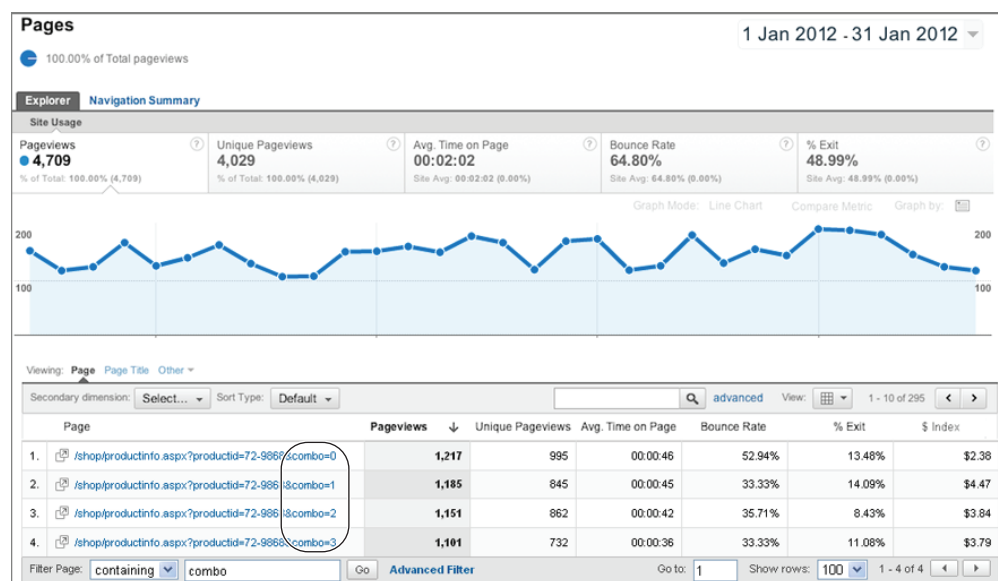 Pages
1 Jan 2012 - 31 Jan 2012
100.00% of Total pageviews
Explorer Navigation Summary
Site Usage
Pageviews ? Unique Pageviews ? Avg. Time on Page ? Bounce Rate ? % Exit ?
4,709 4,029 00:02:02 64.80% 48.99%
% of Total: 100.00% (4,709) % of Total: 100.00% (4,029) Site Avg: 00:02:02 (0.00%) Site Avg: 64.80% (0.00%) Site Avg: 48.99% (0.00%)
Graph Mode: Line Chart Compare Metric Graph by:
200 200
100 100
Viewing: Page Page Title Other
Secondary dimension: Select... Sort Type: Default advanced View: 1 - 10 of 295
Page Pageviews Unique Pageviews Avg. Time on Page Bounce Rate % Exit $ Index
1. /shop/productinfo.aspx?productid=72-9868&combo=0 1,217 995 00:00:46 52.94% 13.48% $2.38
2. /shop/productinfo.aspx?productid=72-9868&combo=1 1,185 845 00:00:45 33.33% 14.09% $4.47
3. /shop/productinfo.aspx?productid=72-9868&combo=2 1,151 862 00:00:42 35.71% 8.43% $3.84
4. /shop/productinfo.aspx?productid=72-9868&combo=3 1,101 732 00:00:36 33.33% 11.08% $3.79
Filter Page: containing combo Go Advanced Filter Go to: 1 Show rows: 100 1 - 4 of 4